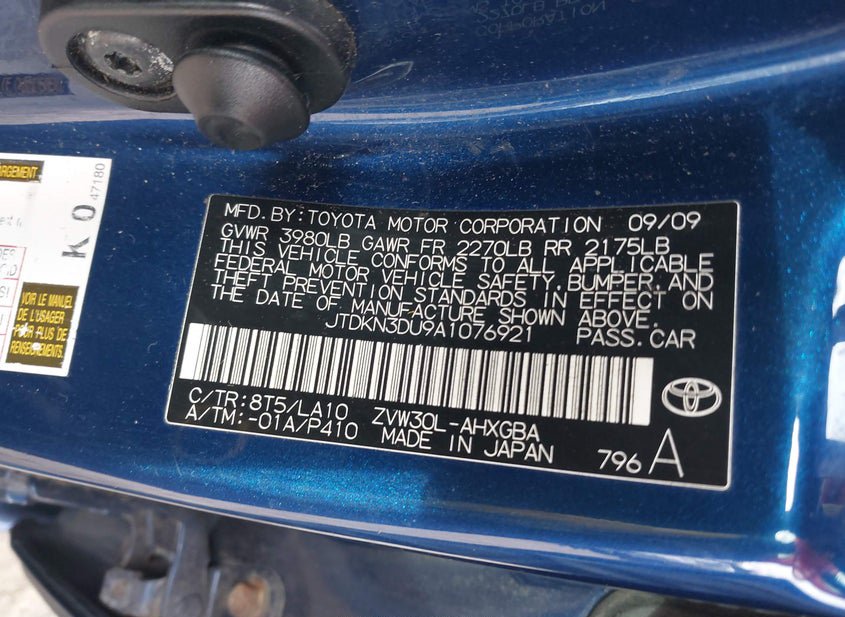 MFD. BY: TOYOTA MOTOR CORPORATION 09/09
GVWR 3980LB GAWR FR 2270LB RR 2175LB
THIS VEHICLE CONFORMS TO ALL APPLICABLE
FEDERAL MOTOR VEHICLE SAFETY, BUMPER, AND
THEFT PREVENTION STANDARDS IN EFFECT ON
THE DATE OF MANUFACTURE SHOWN ABOVE.
JTDKN3DU9A1076921 PASS. CAR
C/TR: 8T5/LA10 ZVW30L-AHXGBA
A/TM: -01A/P410 MADE IN JAPAN
796 A
K 0 47180
VOIR LE MANUEL
DE L'USAGER
POUR PLUS DE
RENSEIGNEMENTS.